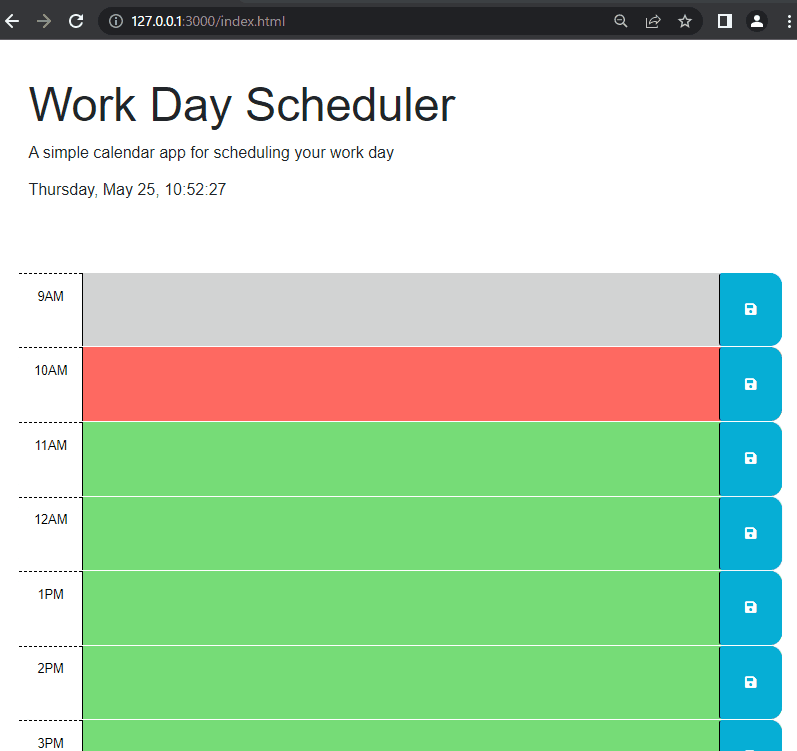 127.0.0.1:3000/index.html
Work Day Scheduler
A simple calendar app for scheduling your work day
Thursday, May 25, 10:52:27
9AM
10AM
11AM
12AM
1PM
2PM
3PM